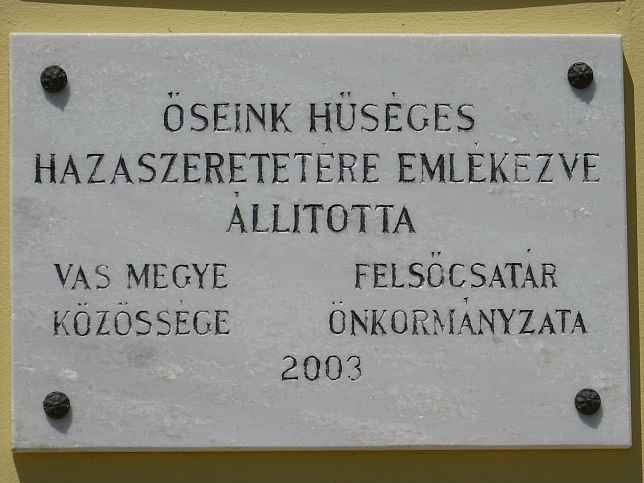 ŐSEINK HŰSÉGES
HAZASZERETETÉRE EMLÉKEZVE
ÁLLITOTTA
VAS MEGYE
KÖZÖSSÉGE
FELSŐCSATÁR
ÖNKORMÁNYZATA
2003